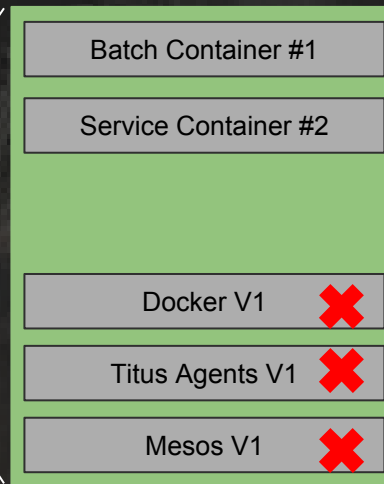 Batch Container #1
Service Container #2
Docker V1
Titus Agents V1
Mesos V1